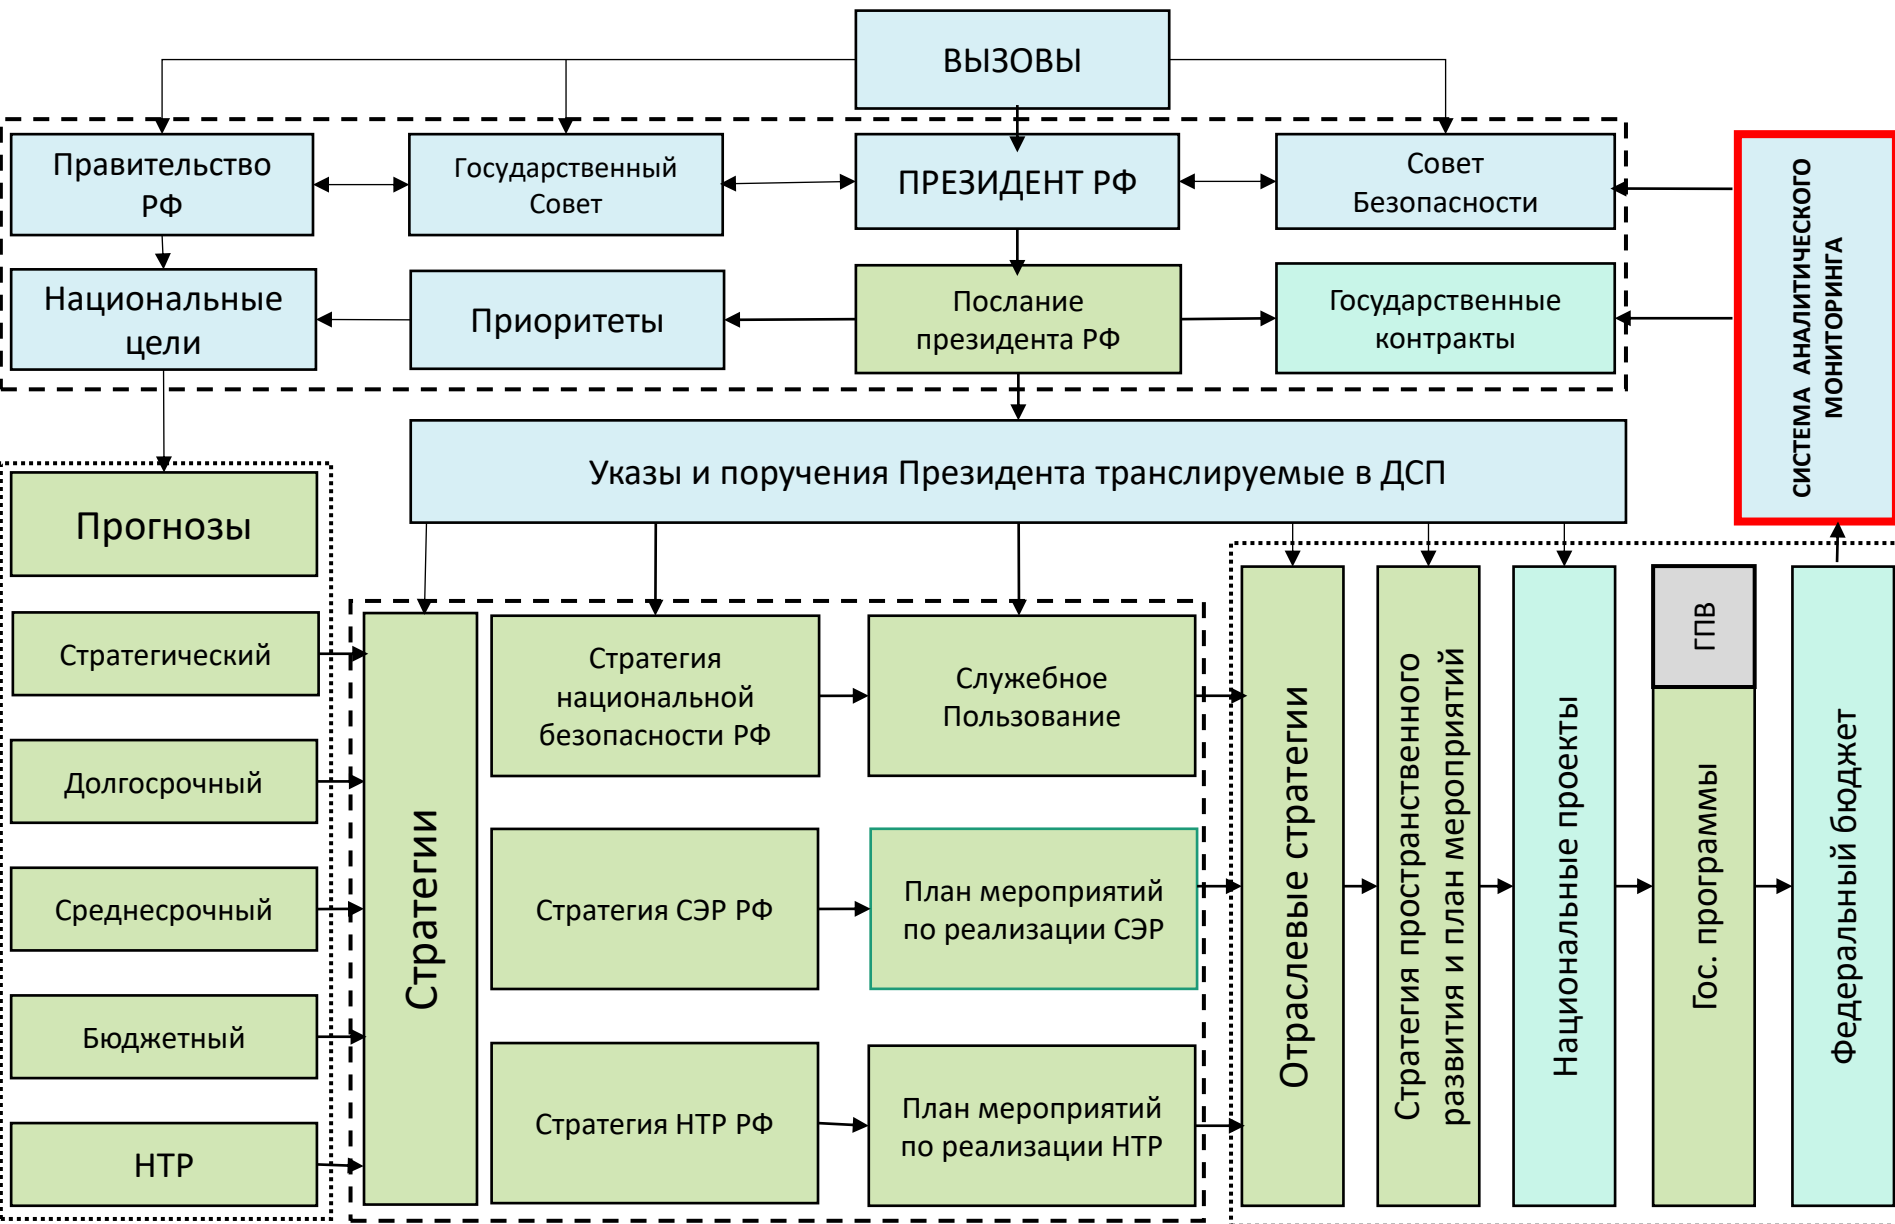 ВЫЗОВЫ
Правительство
РФ
Государственный
Совет
ПРЕЗИДЕНТ РФ
Совет
Безопасности
СИСТЕМА АНАЛИТИЧЕСКОГО
МОНИТОРИНГА
Национальные
цели
Приоритеты
Послание
президента РФ
Государственные
контракты
Указы и поручения Президента транслируемые в ДСП
Прогнозы
Стратегический
Долгосрочный
Среднесрочный
Бюджетный
НТР
Стратегии
Стратегия
национальной
безопасности РФ
Служебное
Пользование
Стратегия СЭР РФ
План мероприятий
по реализации СЭР
Стратегия НТР РФ
План мероприятий
по реализации НТР
Отраслевые стратегии
Стратегия пространственного
развития и план мероприятий
Национальные проекты
ГПВ
Гос. программы
Федеральный бюджет